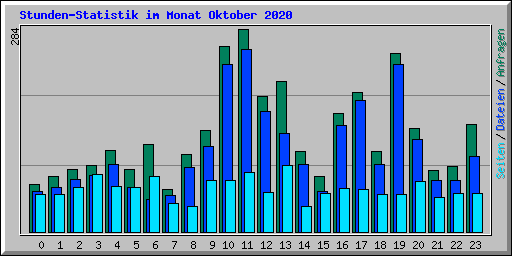 Stunden-Statistik im Monat Oktober 2020
284
Seiten / Dateien / Anfragen
0 1 2 3 4 5 6 7 8 9 10 11 12 13 14 15 16 17 18 19 20 21 22 23